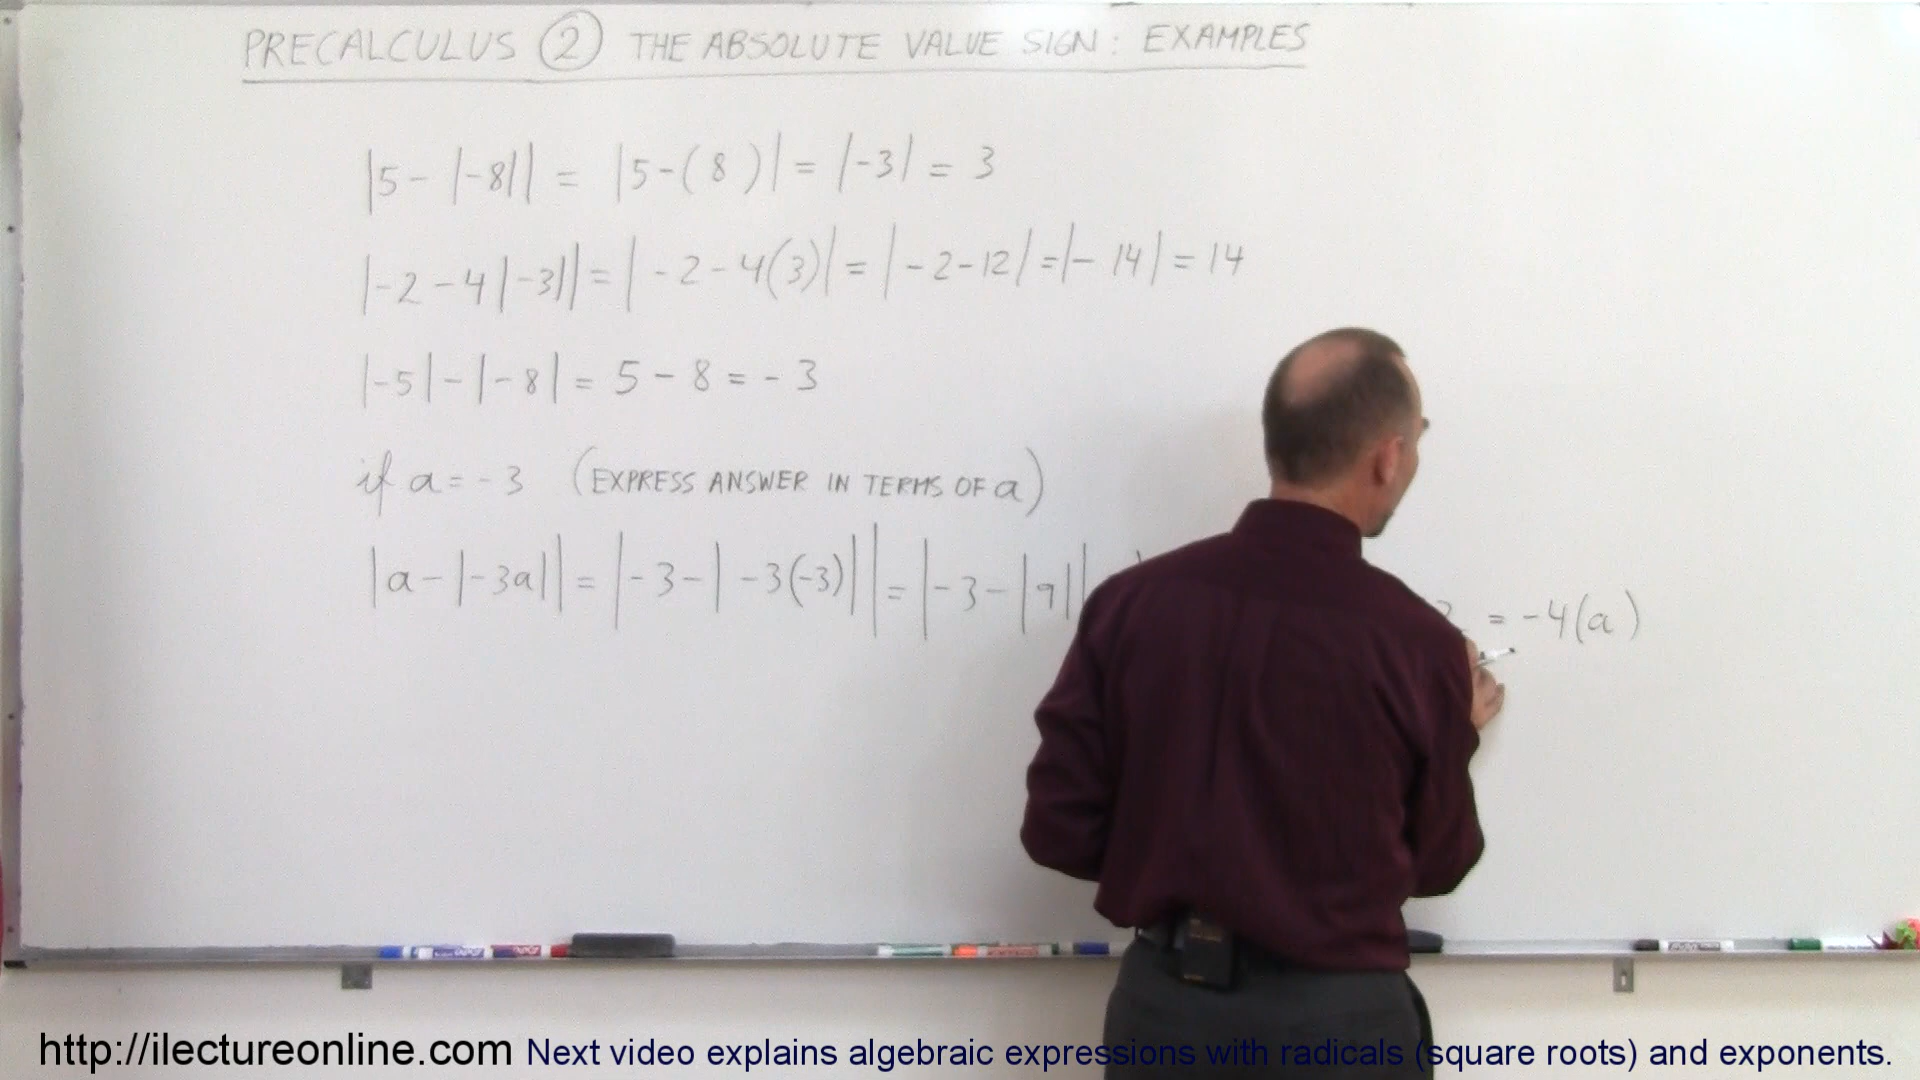 PRECALCULUS ② THE ABSOLUTE VALUE SIGN: EXAMPLES
|5-|-8|| = |5-(8)| = |-3| = 3
|-2-4|-3|| = |-2-4(3)| = |-2-12| = |-14| = 14
|-5|-|-8| = 5-8 = -3
if a=-3 (EXPRESS ANSWER IN TERMS OF a)
|a-|-3a|| = |-3-|-3(-3)|| = |-3-|9|| = -4(a)
http://ilectureonline.com Next video explains algebraic expressions with radicals (square roots) and exponents.